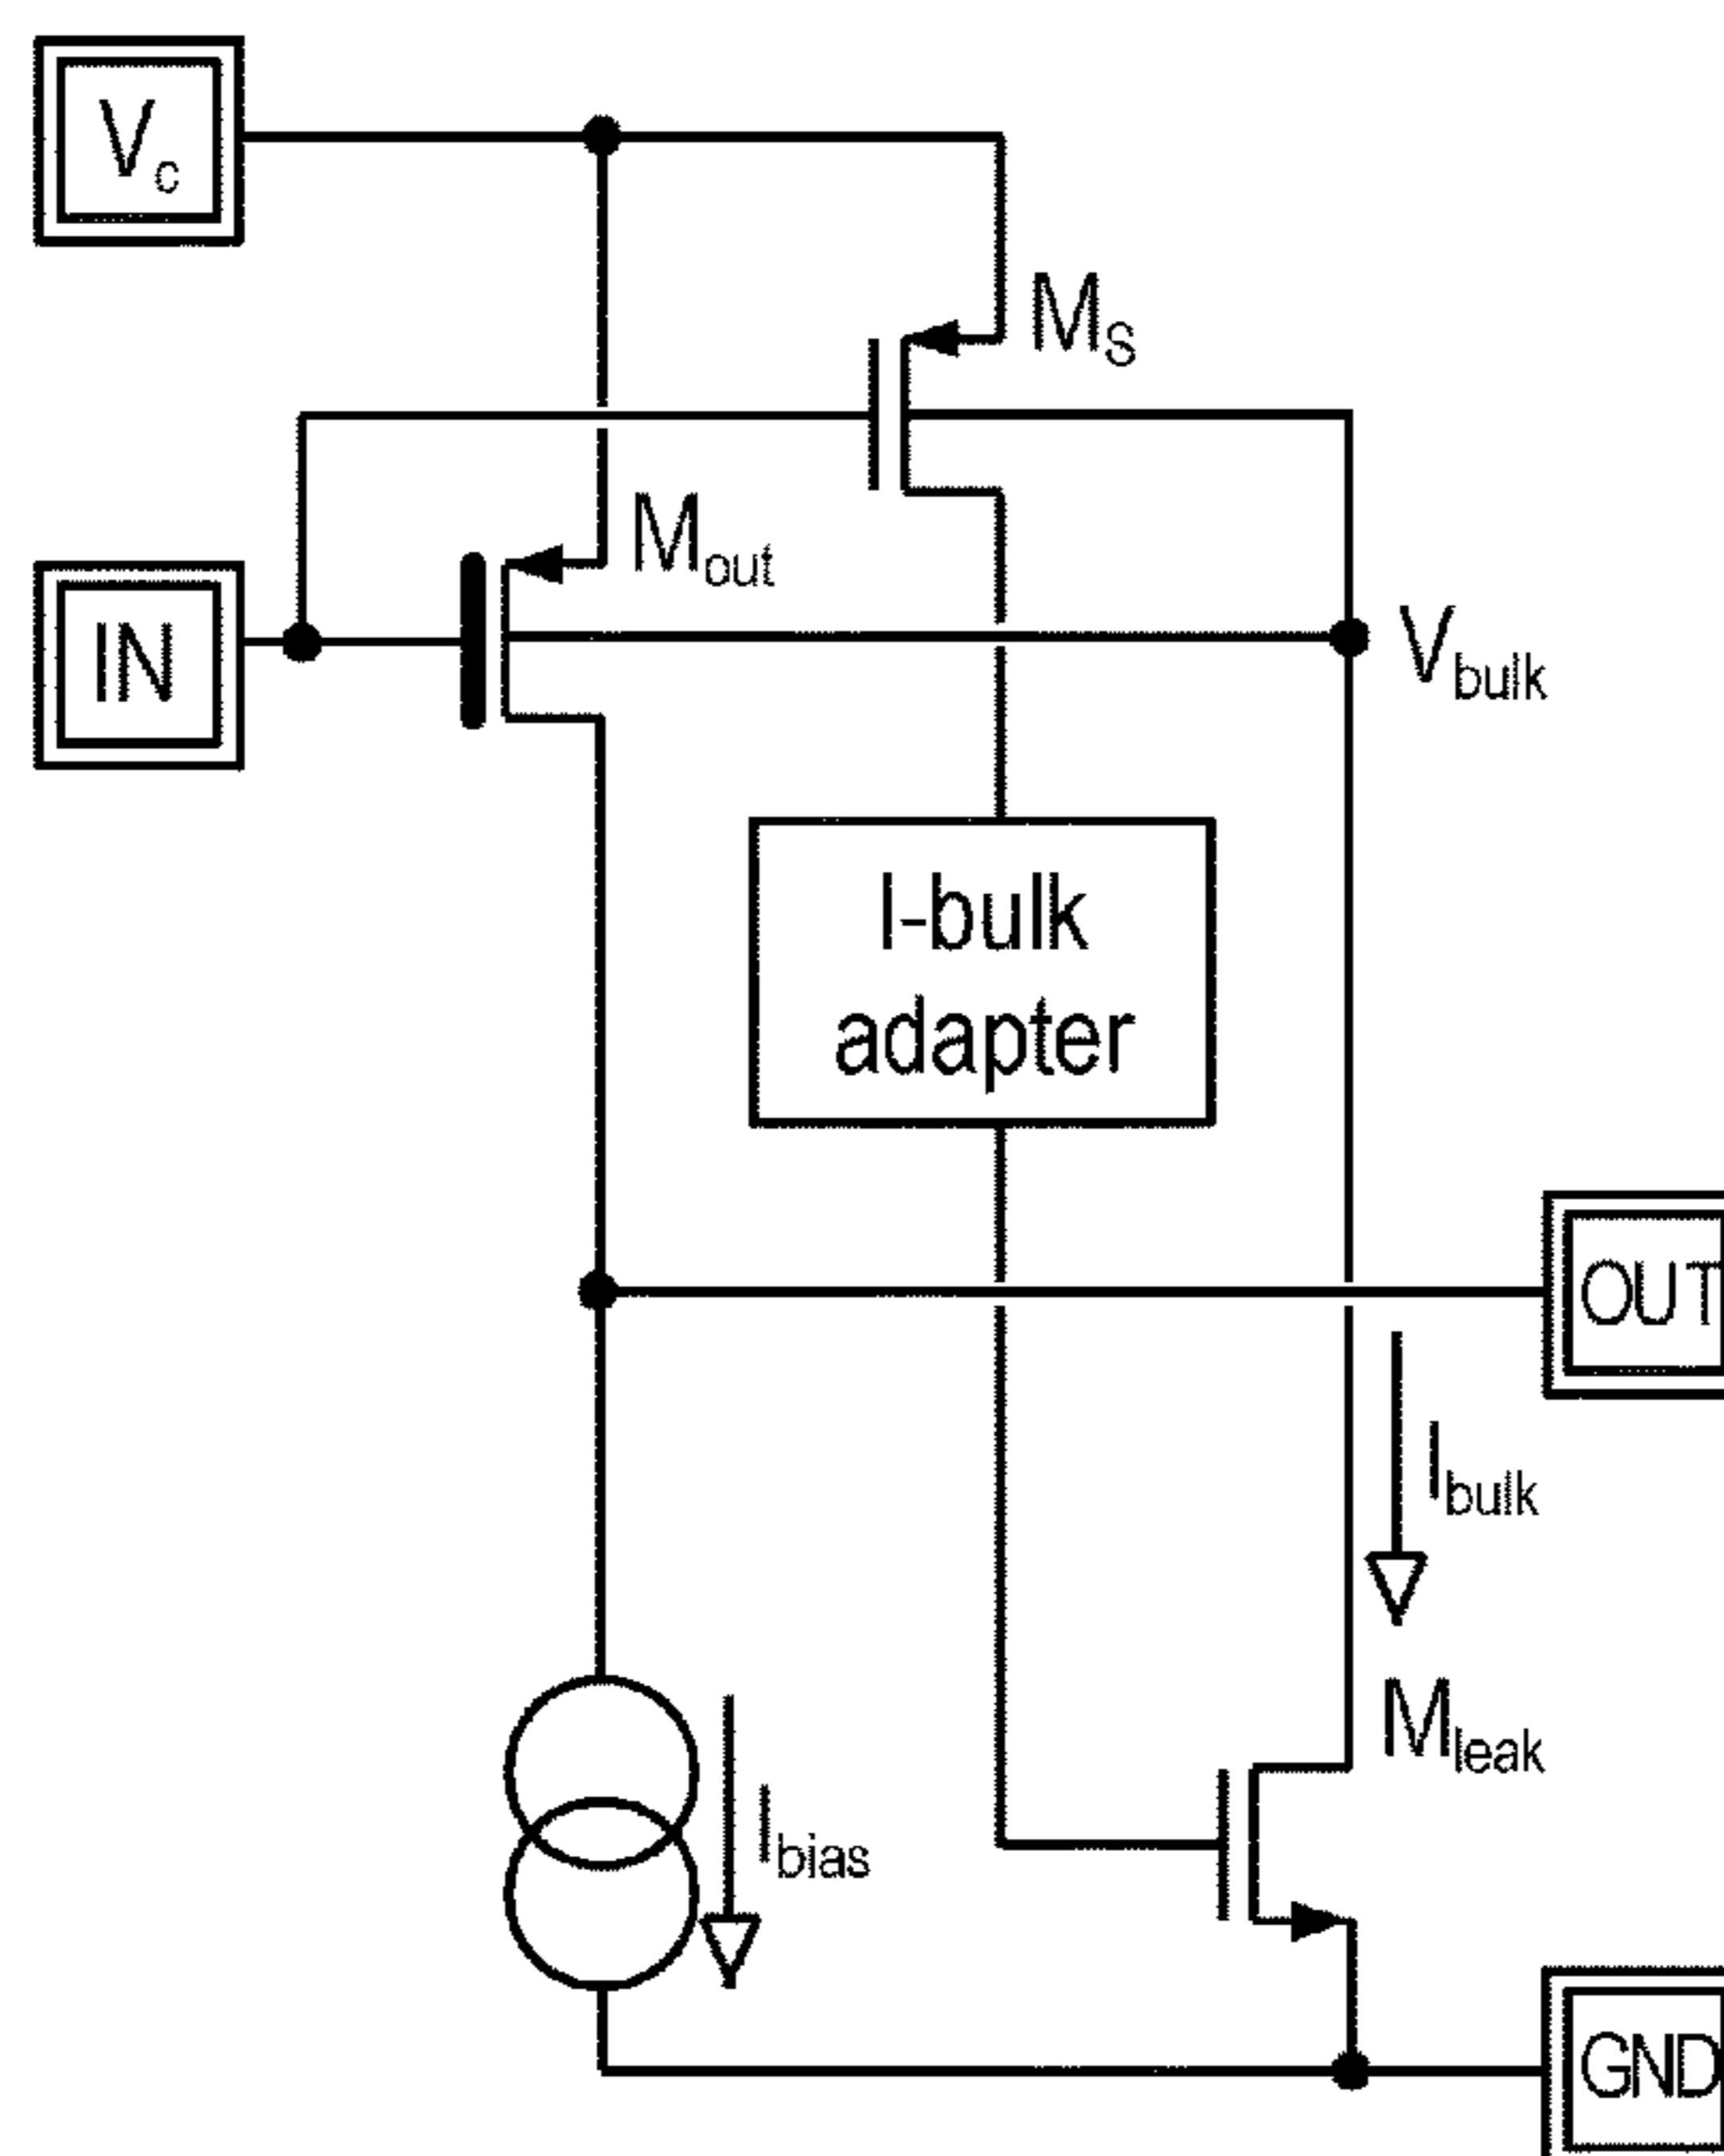 Vc
MS
Mout
IN
Vbulk
I-bulk
adapter
OUT
Ibulk
Mleak
Ibias
GND